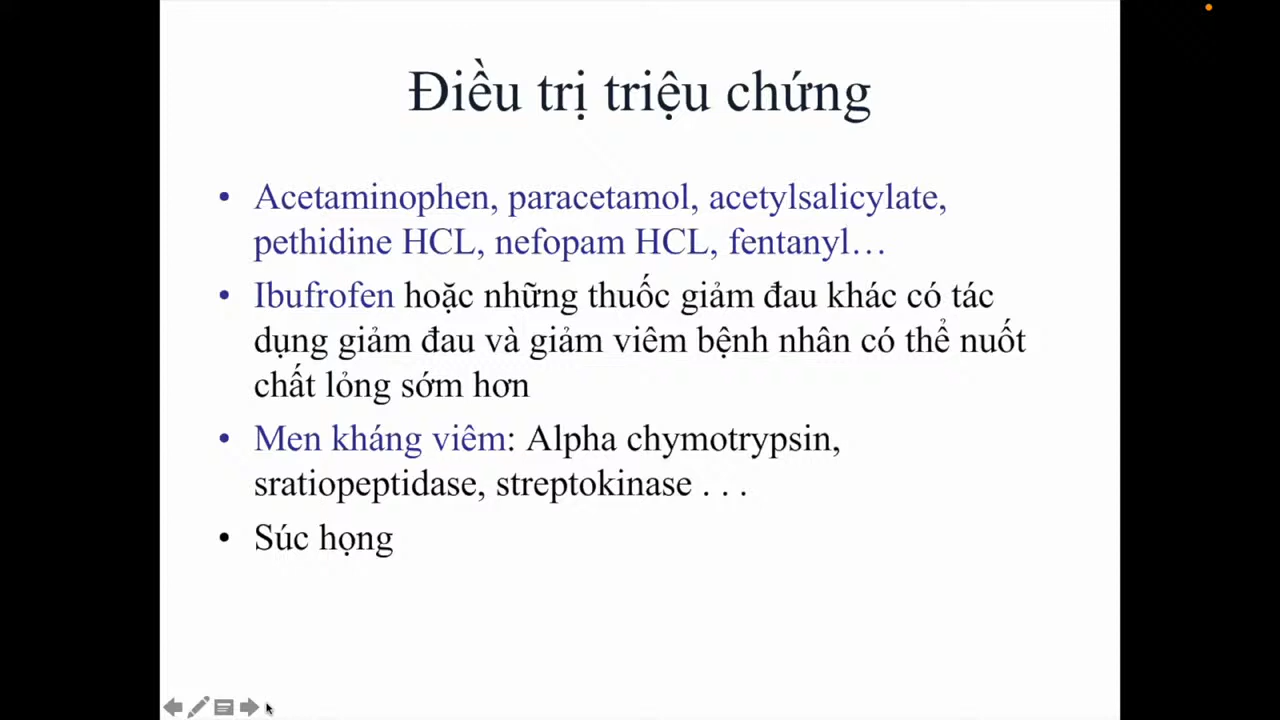 Điều trị triệu chứng
• Acetaminophen, paracetamol, acetylsalicylate,
pethidine HCL, nefopam HCL, fentanyl…
• Ibufrofen hoặc những thuốc giảm đau khác có tác
dụng giảm đau và giảm viêm bệnh nhân có thể nuốt
chất lỏng sớm hơn
• Men kháng viêm: Alpha chymotrypsin,
sratiopeptidase, streptokinase . . .
• Súc họng